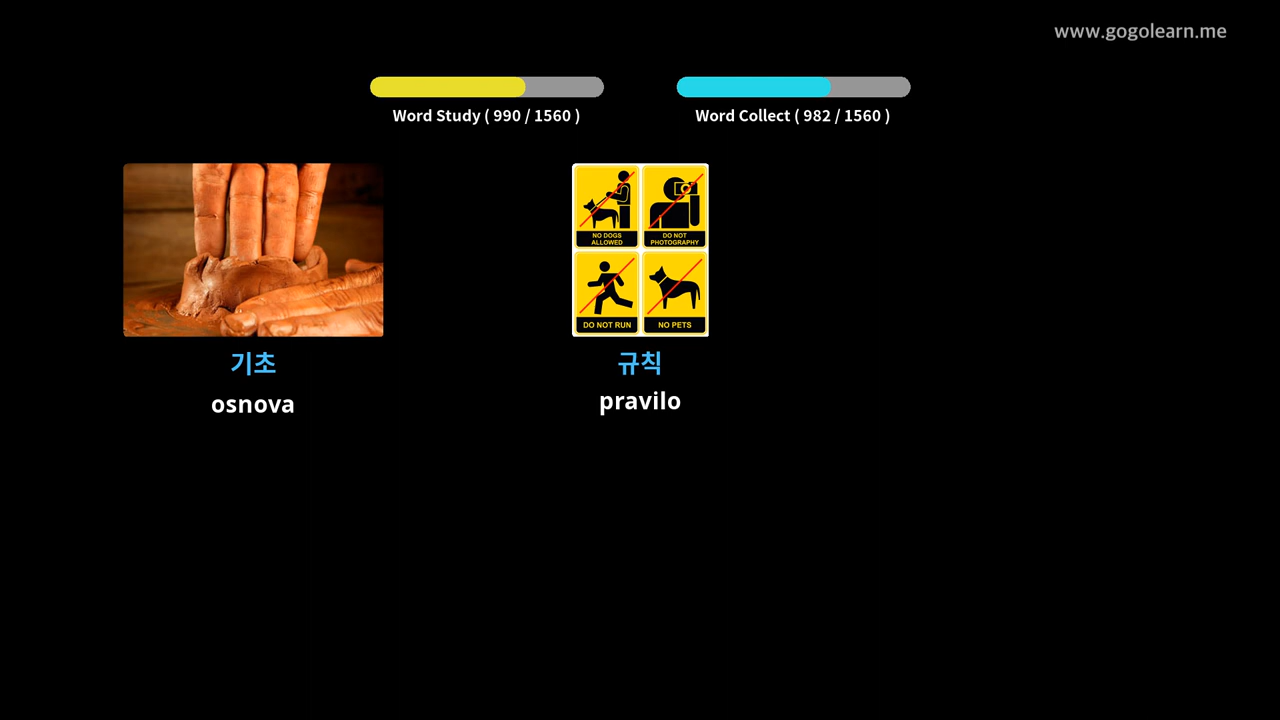 www.gogolearn.me
Word Study ( 990 / 1560 )
Word Collect ( 982 / 1560 )
NO DOGS
ALLOWED
DO NOT
PHOTOGRAPHY
DO NOT RUN
NO PETS
기초
규칙
osnova
pravilo